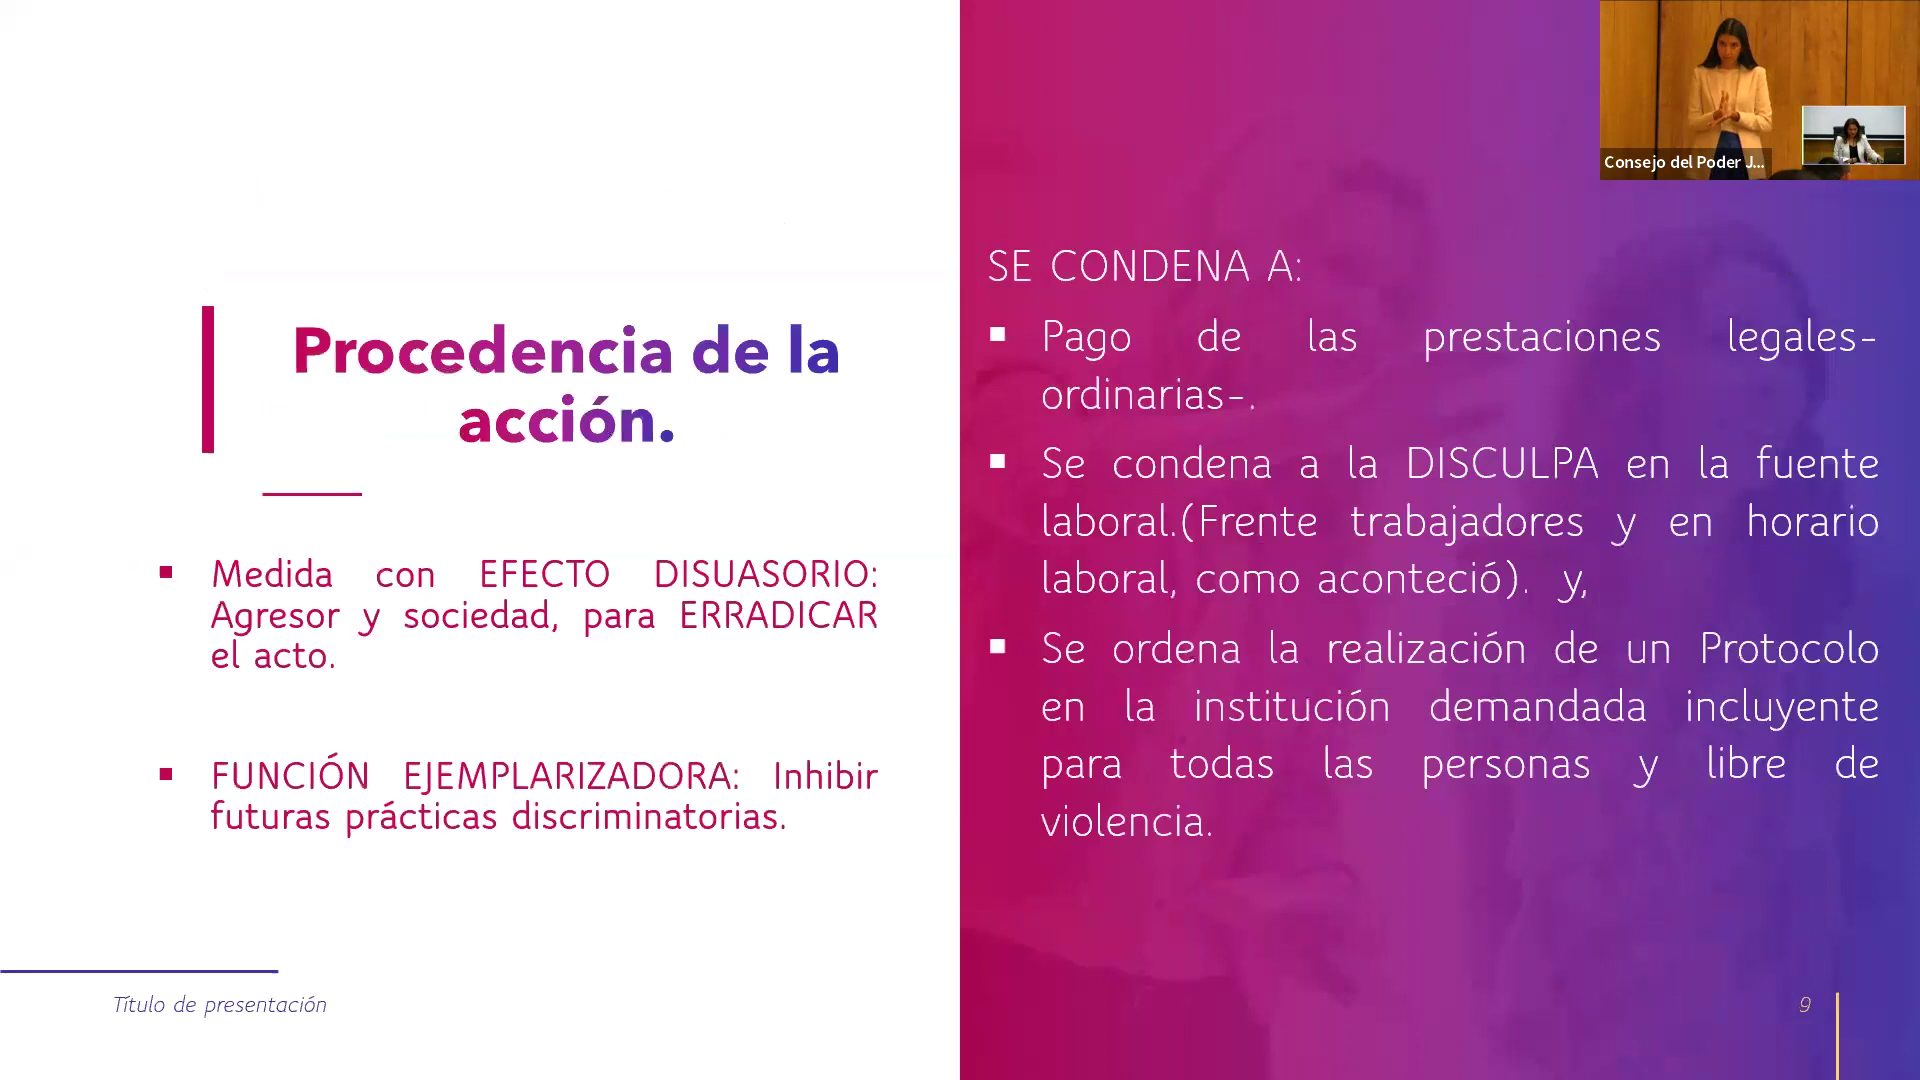 Procedencia de la
acción.
▪ Medida con EFECTO DISUASORIO:
Agresor y sociedad, para ERRADICAR
el acto.
▪ FUNCIÓN EJEMPLARIZADORA: Inhibir
futuras prácticas discriminatorias.
Título de presentación
SE CONDENA A:
▪ Pago de las prestaciones legales-
ordinarias-.
▪ Se condena a la DISCULPA en la fuente
laboral.(Frente trabajadores y en horario
laboral, como aconteció). y,
▪ Se ordena la realización de un Protocolo
en la institución demandada incluyente
para todas las personas y libre de
violencia.
9
Consejo del Poder J...